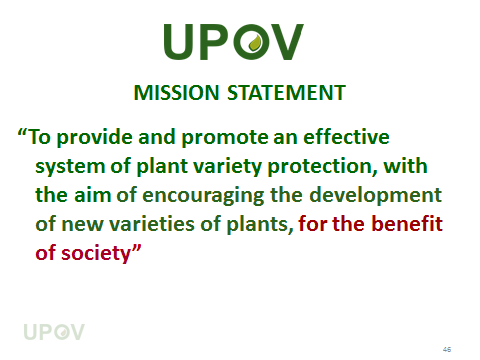 UPOV
MISSION STATEMENT
“To provide and promote an effective
system of plant variety protection, with
the aim of encouraging the development
of new varieties of plants, for the benefit
of society”
UPOV
46